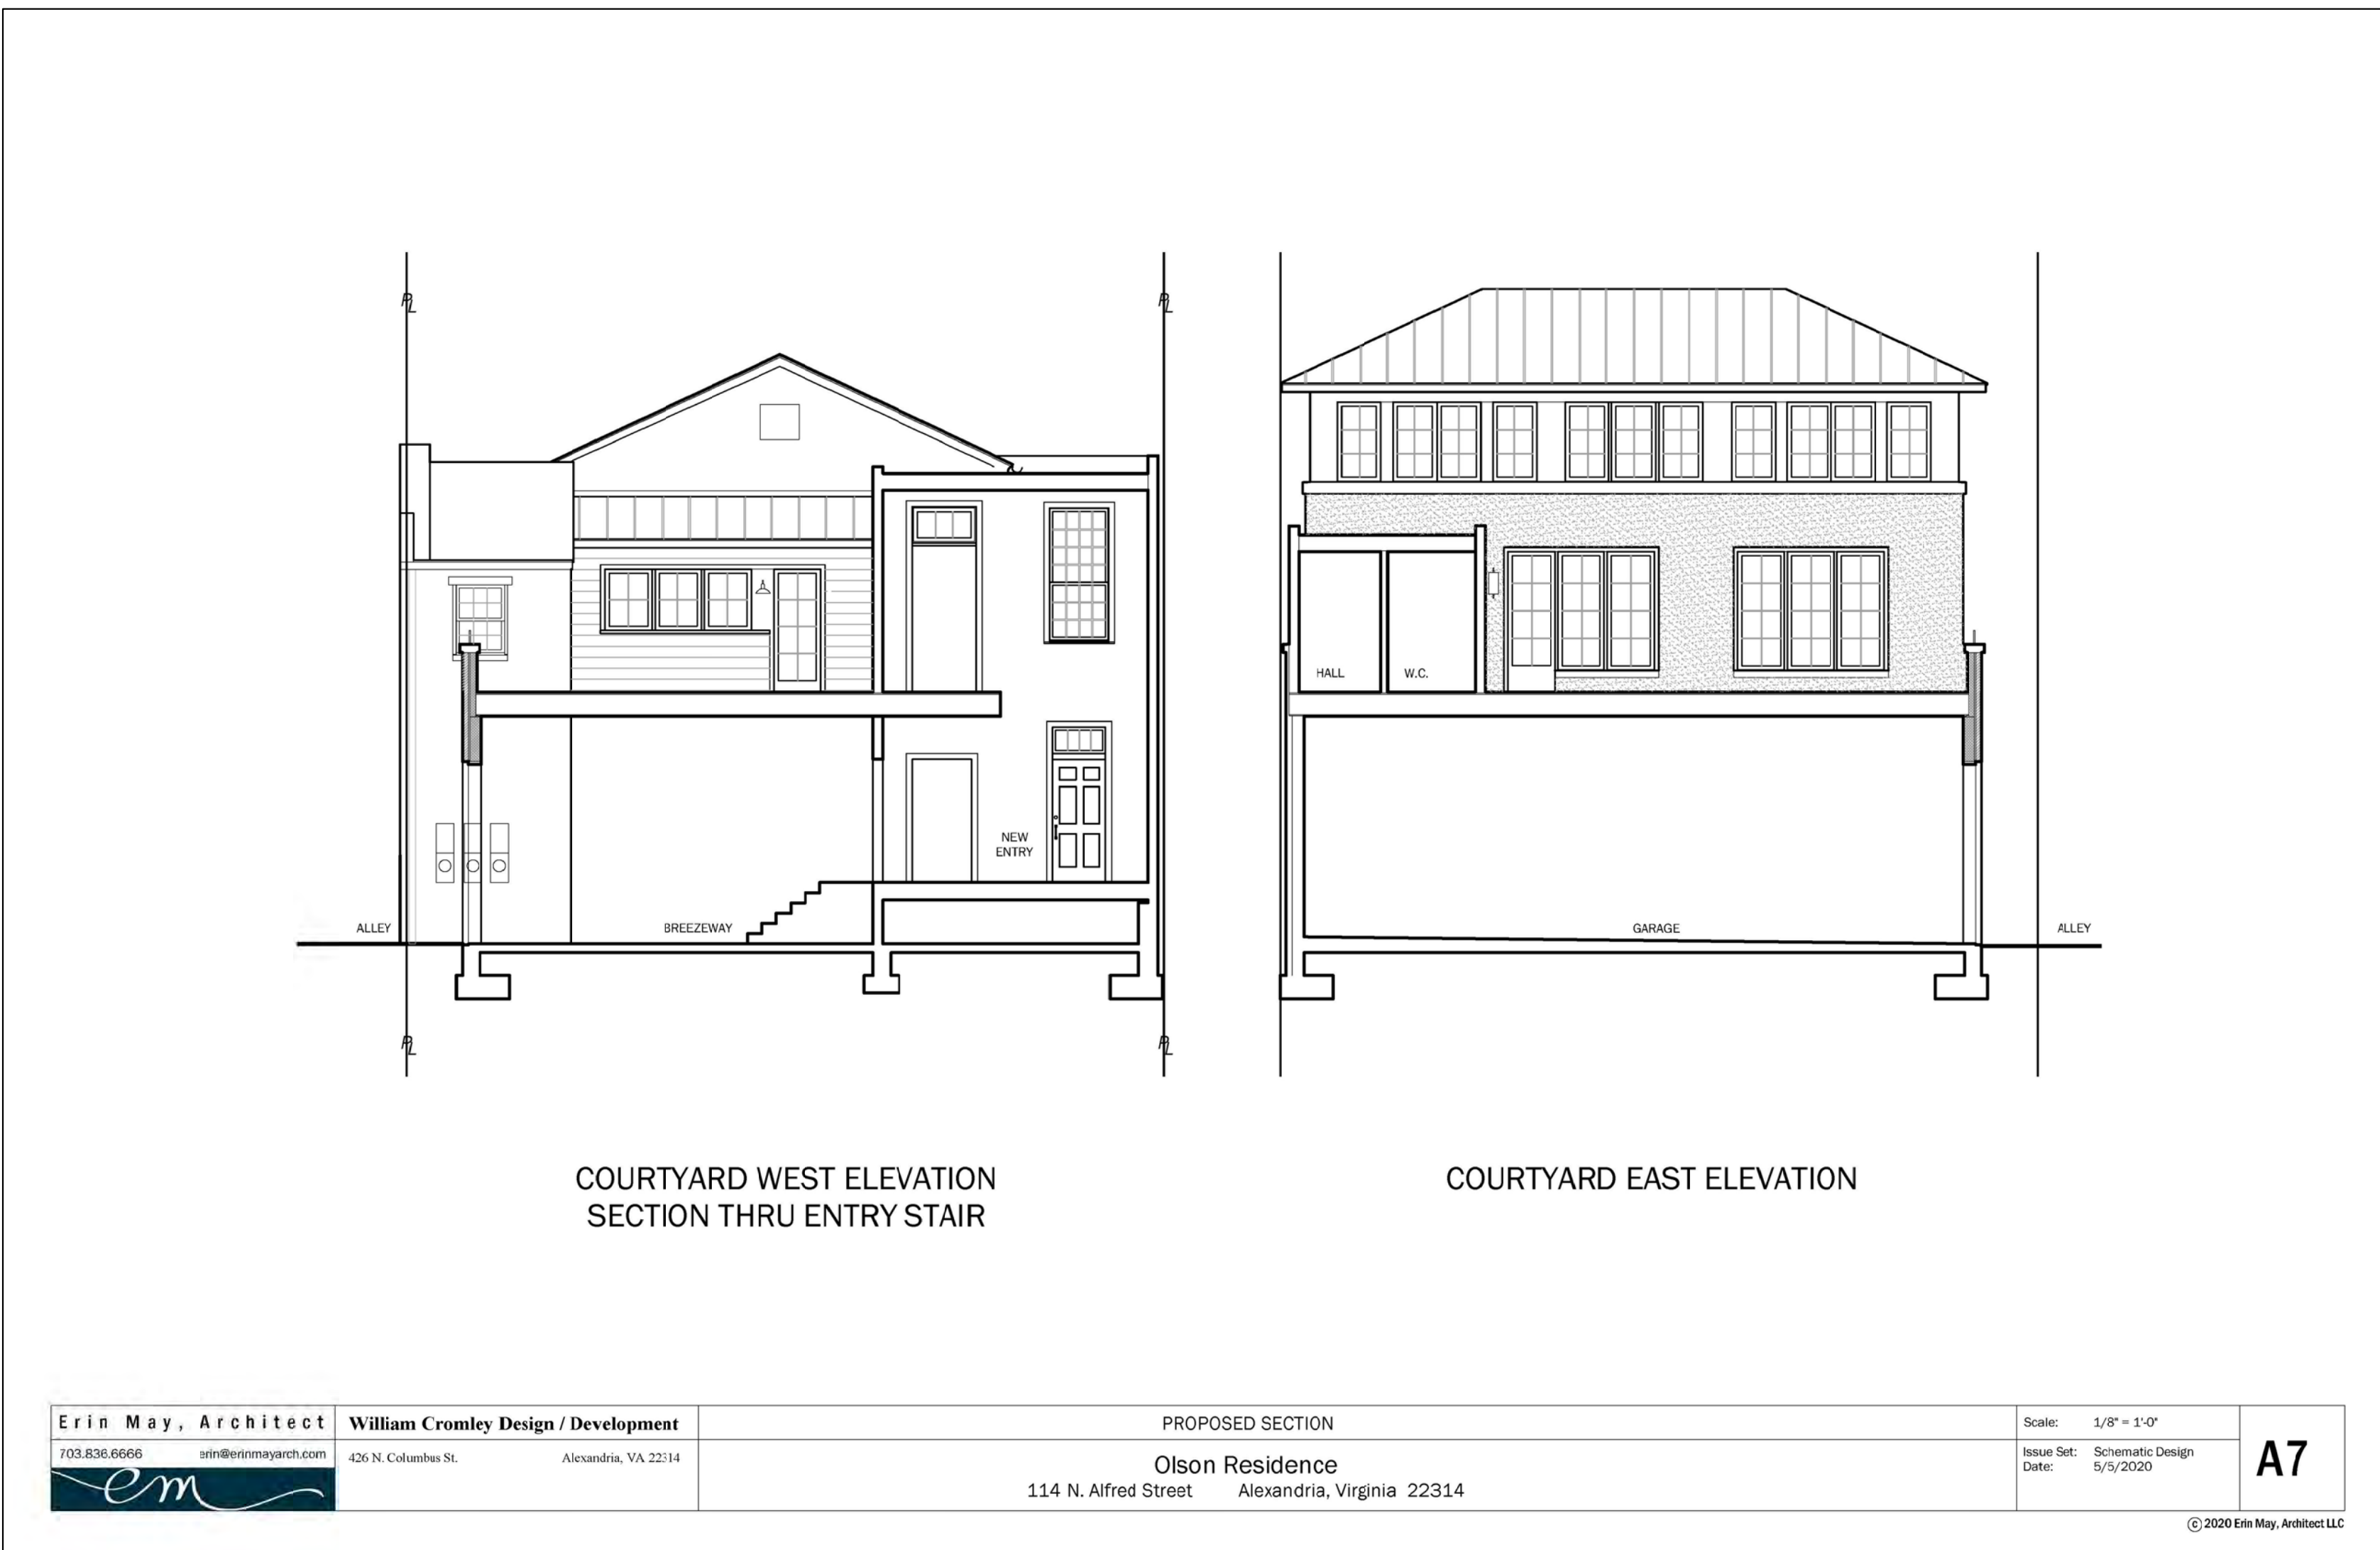 PL
PL
HALL
W.C.
NEW
ENTRY
ALLEY
BREEZEWAY
GARAGE
ALLEY
PL
PL
COURTYARD WEST ELEVATION
SECTION THRU ENTRY STAIR
COURTYARD EAST ELEVATION
Erin May, Architect
703.836.6666 erin@erinmayarch.com
em
William Cromley Design / Development
426 N. Columbus St. Alexandria, VA 22314
PROPOSED SECTION
Olson Residence
114 N. Alfred Street Alexandria, Virginia 22314
Scale: 1/8" = 1'-0"
Issue Set: Schematic Design
Date: 5/5/2020
A7
© 2020 Erin May, Architect LLC